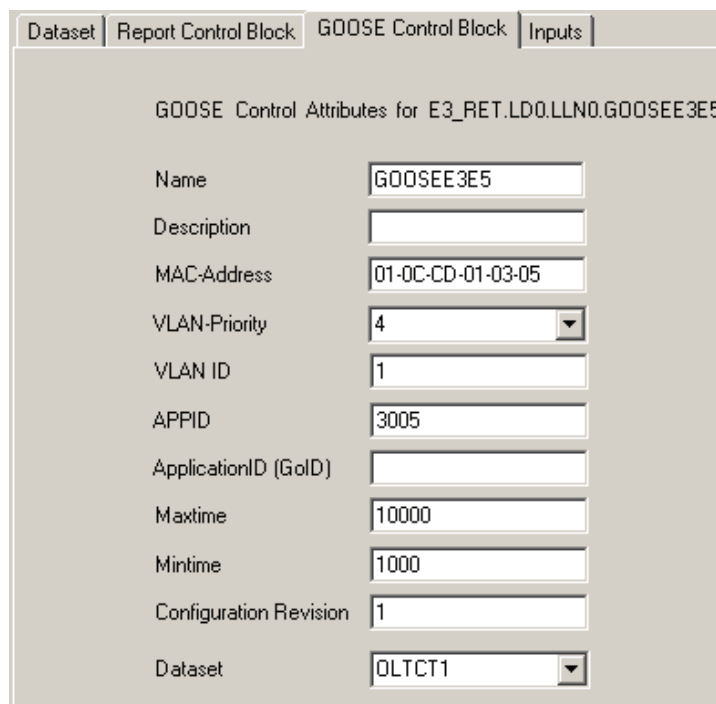 Dataset Report Control Block GOOSE Control Block Inputs
GOOSE Control Attributes for E3_RET.LD0.LLN0.GOOSEE3E5
Name GOOSEE3E5
Description
MAC-Address 01-0C-CD-01-03-05
VLAN-Priority 4
VLAN ID 1
APPID 3005
ApplicationID (GoID)
Maxtime 10000
Mintime 1000
Configuration Revision 1
Dataset OLTCT1